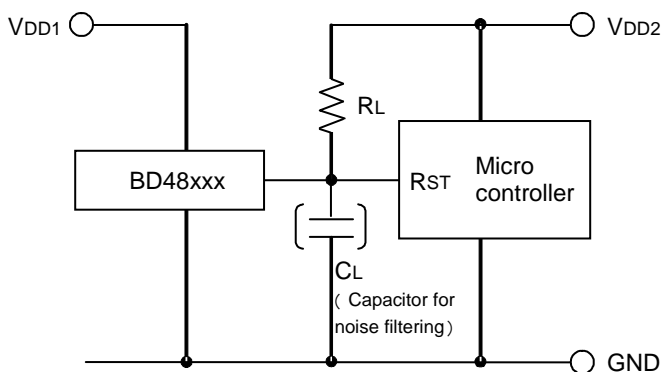 VDD1
VDD2
RL
BD48xxx
RST
Micro
controller
CL
( Capacitor for
noise filtering )
GND